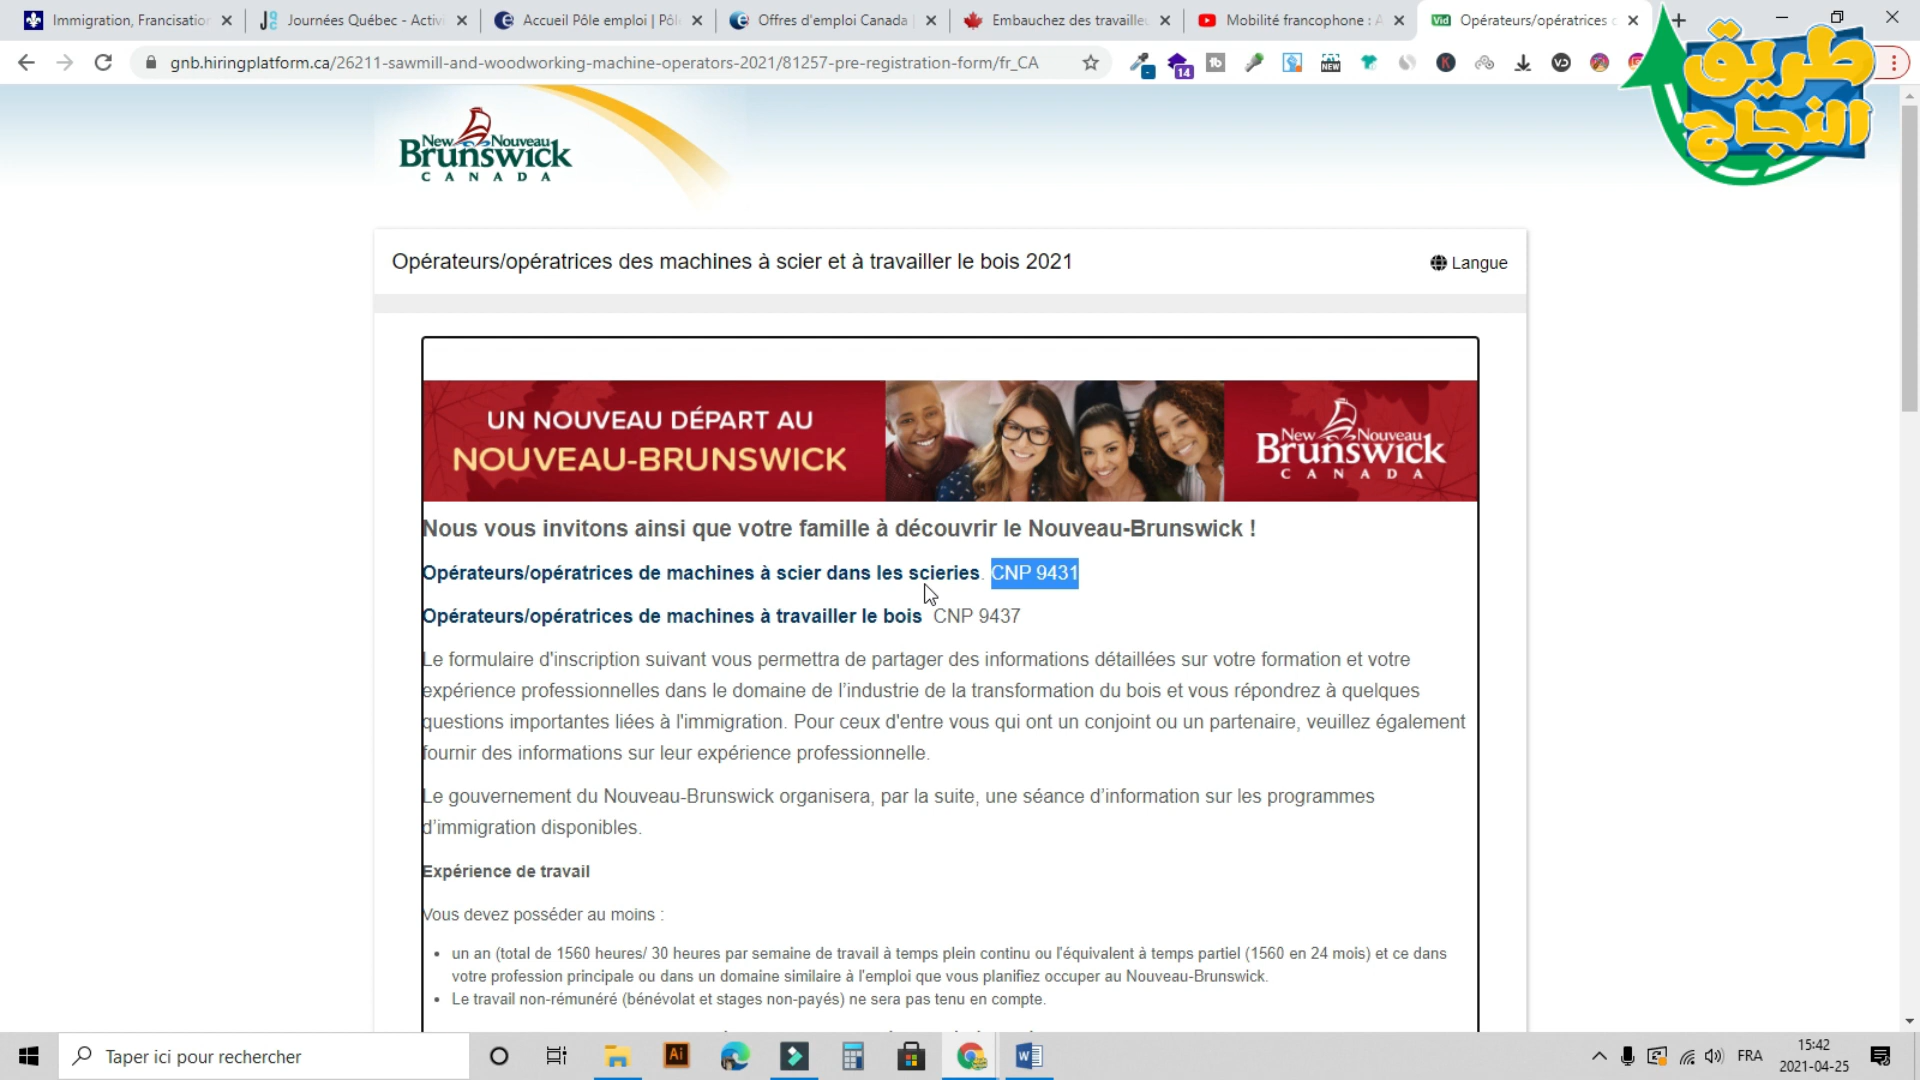 Immigration, Francisation
Journées Québec - Activi
Accueil Pôle emploi | Pôl
Offres d'emploi Canada |
Embauchez des travailleu
Mobilité francophone : A
Opérateurs/opératrices d
gnb.hiringplatform.ca/26211-sawmill-and-woodworking-machine-operators-2021/81257-pre-registration-form/fr_CA
14
NEW
طريق
النجاح
New Nouveau
Brunswick
CANADA
Opérateurs/opératrices des machines à scier et à travailler le bois 2021
Langue
UN NOUVEAU DÉPART AU
NOUVEAU-BRUNSWICK
New Nouveau
Brunswick
CANADA
Nous vous invitons ainsi que votre famille à découvrir le Nouveau-Brunswick !
Opérateurs/opératrices de machines à scier dans les scieries. CNP 9431
Opérateurs/opératrices de machines à travailler le bois CNP 9437
Le formulaire d'inscription suivant vous permettra de partager des informations détaillées sur votre formation et votre
expérience professionnelles dans le domaine de l’industrie de la transformation du bois et vous répondrez à quelques
questions importantes liées à l'immigration. Pour ceux d'entre vous qui ont un conjoint ou un partenaire, veuillez également
fournir des informations sur leur expérience professionnelle.
Le gouvernement du Nouveau-Brunswick organisera, par la suite, une séance d’information sur les programmes
d’immigration disponibles.
Expérience de travail
Vous devez posséder au moins :
• un an (total de 1560 heures/ 30 heures par semaine de travail à temps plein continu ou l'équivalent à temps partiel (1560 en 24 mois) et ce dans
votre profession principale ou dans un domaine similaire à l'emploi que vous planifiez occuper au Nouveau-Brunswick.
• Le travail non-rémunéré (bénévolat et stages non-payés) ne sera pas tenu en compte.
Taper ici pour rechercher
Ai
FRA
15:42
2021-04-25